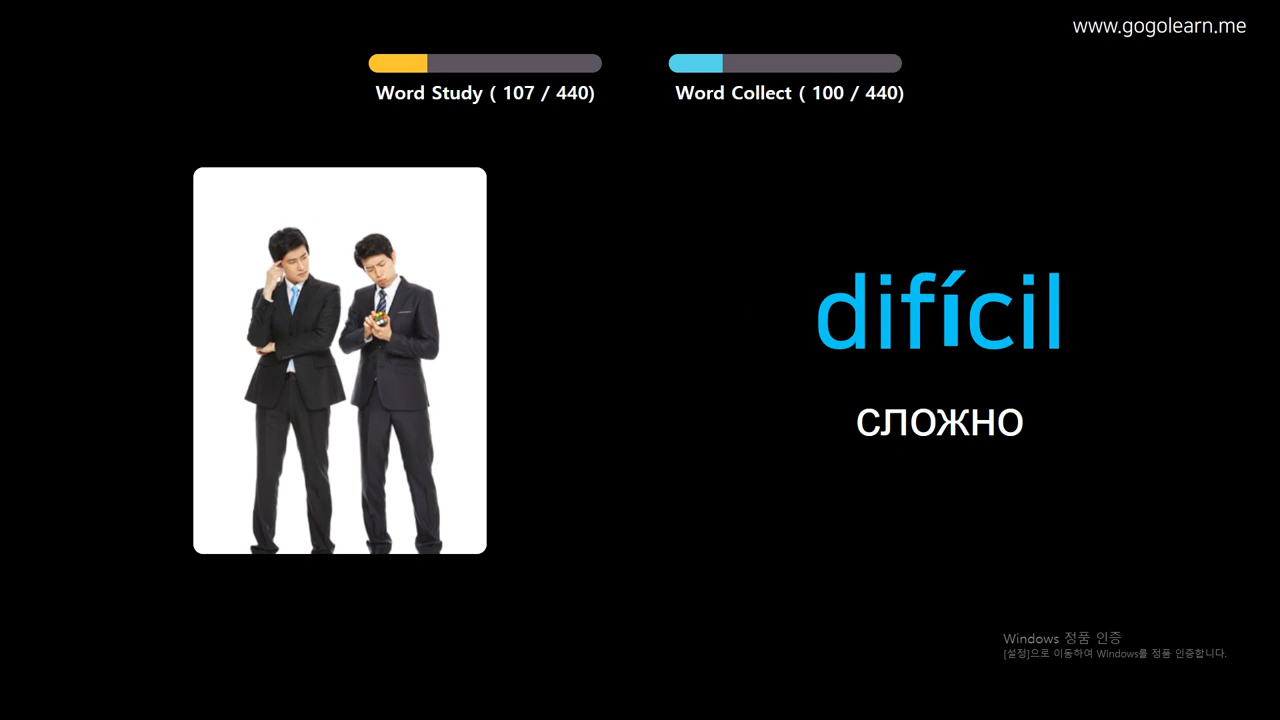 www.gogolearn.me
Word Study ( 107 / 440)
Word Collect ( 100 / 440)
difícil
сложно
Windows 정품 인증
[설정]으로 이동하여 Windows를 정품 인증합니다.